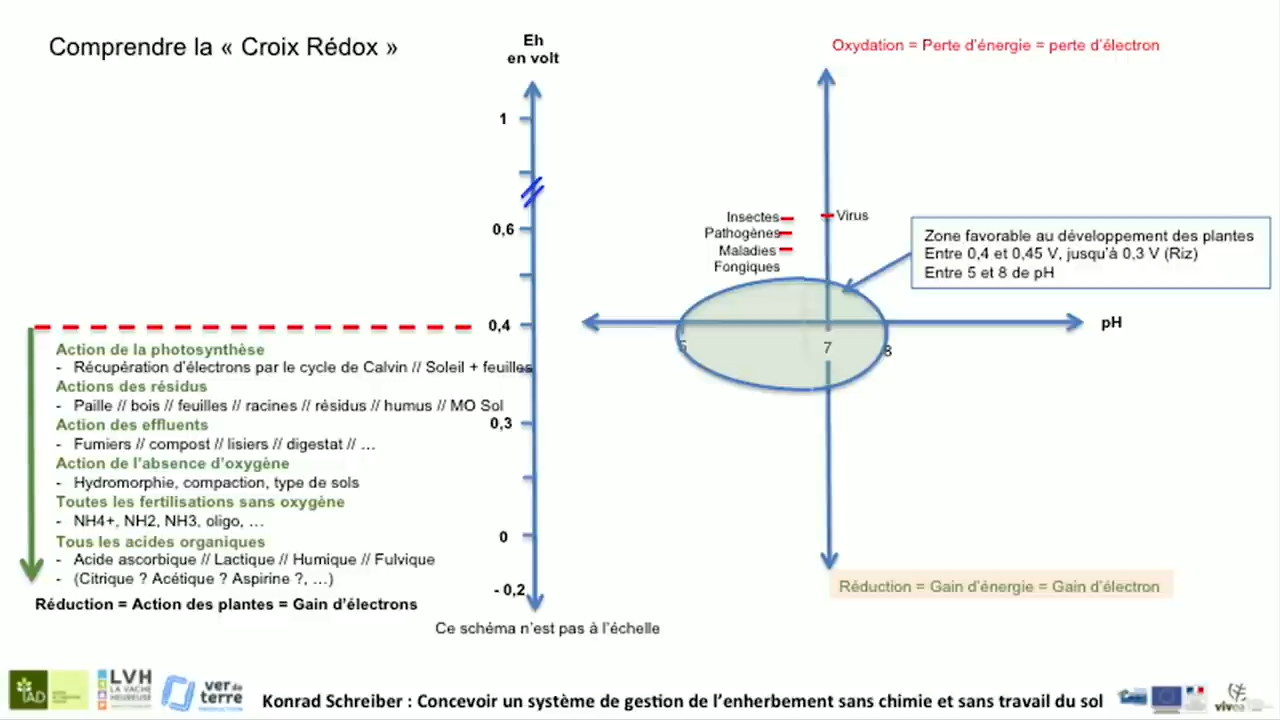 Comprendre la « Croix Rédox »
Eh
en volt
1
0,6
0,4
0,3
0
- 0,2
Oxydation = Perte d'énergie = perte d'électron
Insectes
Pathogènes
Maladies
Fongiques
Virus
Zone favorable au développement des plantes
Entre 0,4 et 0,45 V, jusqu'à 0,3 V (Riz)
Entre 5 et 8 de pH
pH
5
7
8
Action de la photosynthèse
- Récupération d'électrons par le cycle de Calvin // Soleil + feuilles
Actions des résidus
- Paille // bois // feuilles // racines // résidus // humus // MO Sol
Action des effluents
- Fumiers // compost // lisiers // digestat // …
Action de l'absence d'oxygène
- Hydromorphie, compaction, type de sols
Toutes les fertilisations sans oxygène
- NH4+, NH2, NH3, oligo, …
Tous les acides organiques
- Acide ascorbique // Lactique // Humique // Fulvique
- (Citrique ? Acétique ? Aspirine ?, …)
Réduction = Action des plantes = Gain d'électrons
Réduction = Gain d'énergie = Gain d'électron
Ce schéma n'est pas à l'échelle
IAD
LVH
LA VACHE
HEUREUSE
ver de
terre
PRODUCTION
Konrad Schreiber : Concevoir un système de gestion de l'enherbement sans chimie et sans travail du sol
vivea